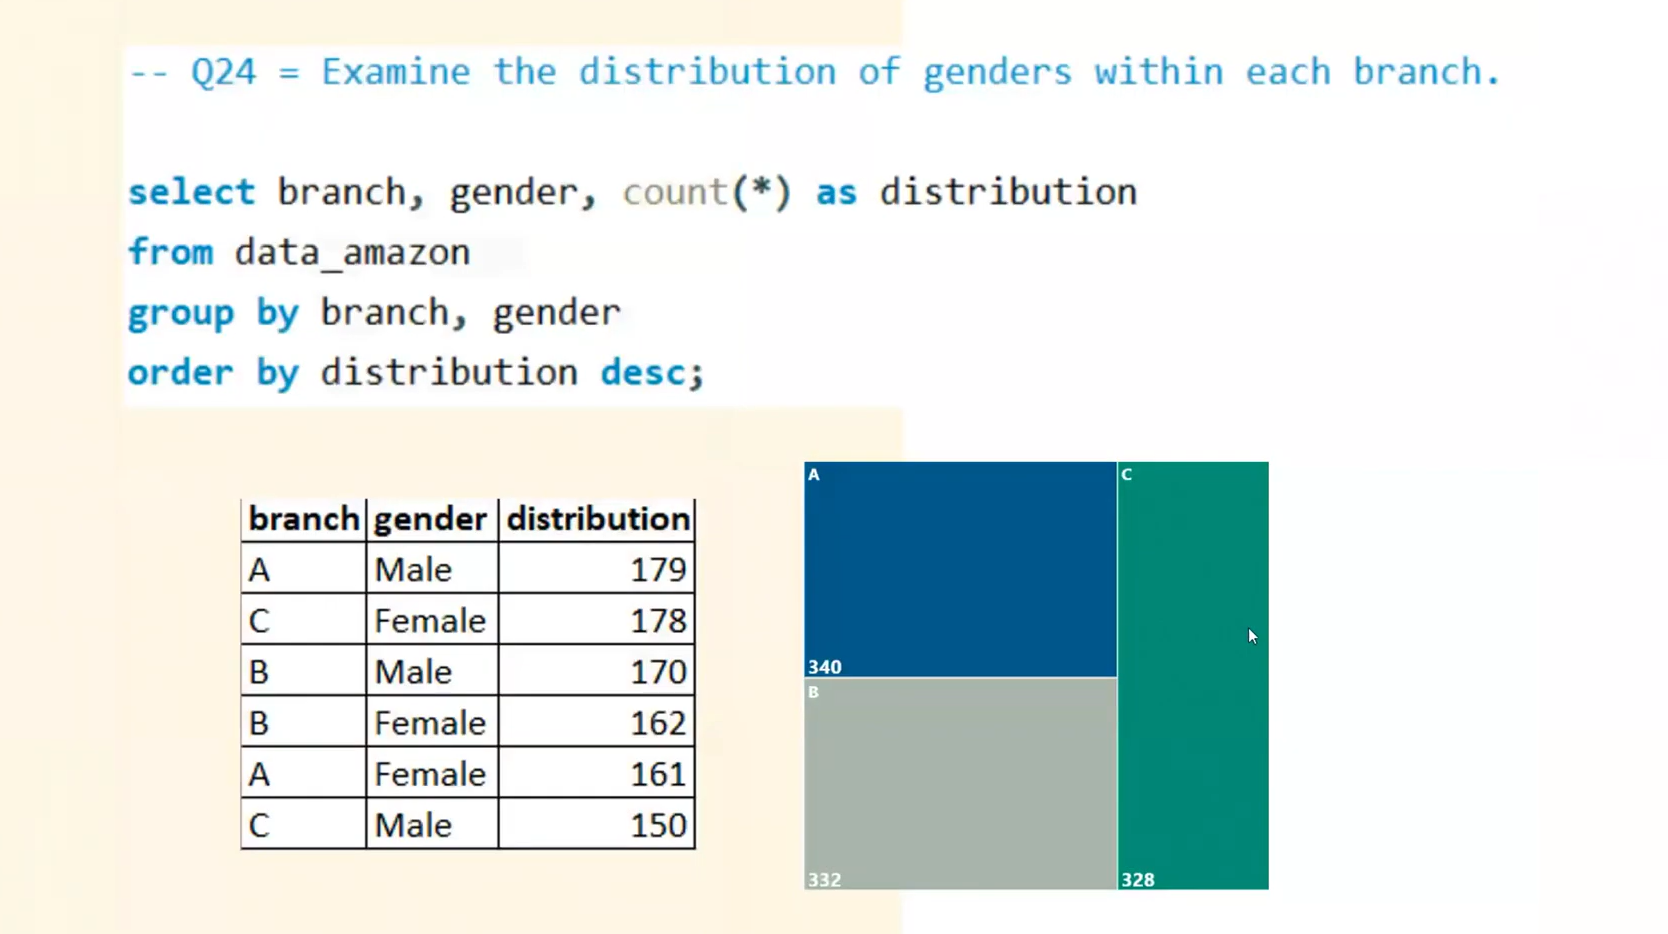 -- Q24 = Examine the distribution of genders within each branch.
select branch, gender, count(*) as distribution
from data_amazon
group by branch, gender
order by distribution desc;
branch gender distribution
A Male 179
C Female 178
B Male 170
B Female 162
A Female 161
C Male 150
A
340
B
332
C
328